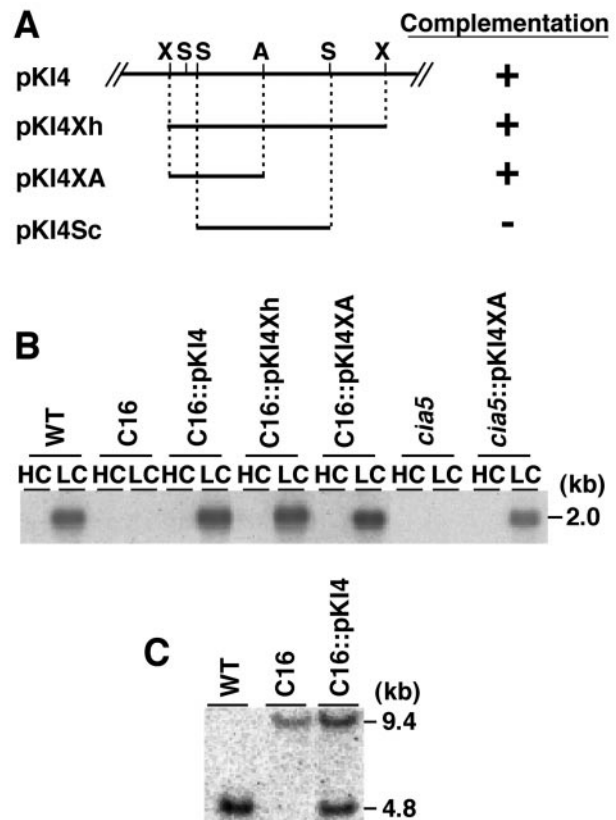 A
Complementation
X S S A S X
pKI4 +
pKI4Xh +
pKI4XA +
pKI4Sc -
B
WT C16 C16::pKI4 C16::pKI4Xh C16::pKI4XA cia5 cia5::pKI4XA
HC LC HC LC HC LC HC LC HC LC HC LC HC LC
(kb)
2.0
C
WT C16 C16::pKI4
(kb)
9.4
4.8